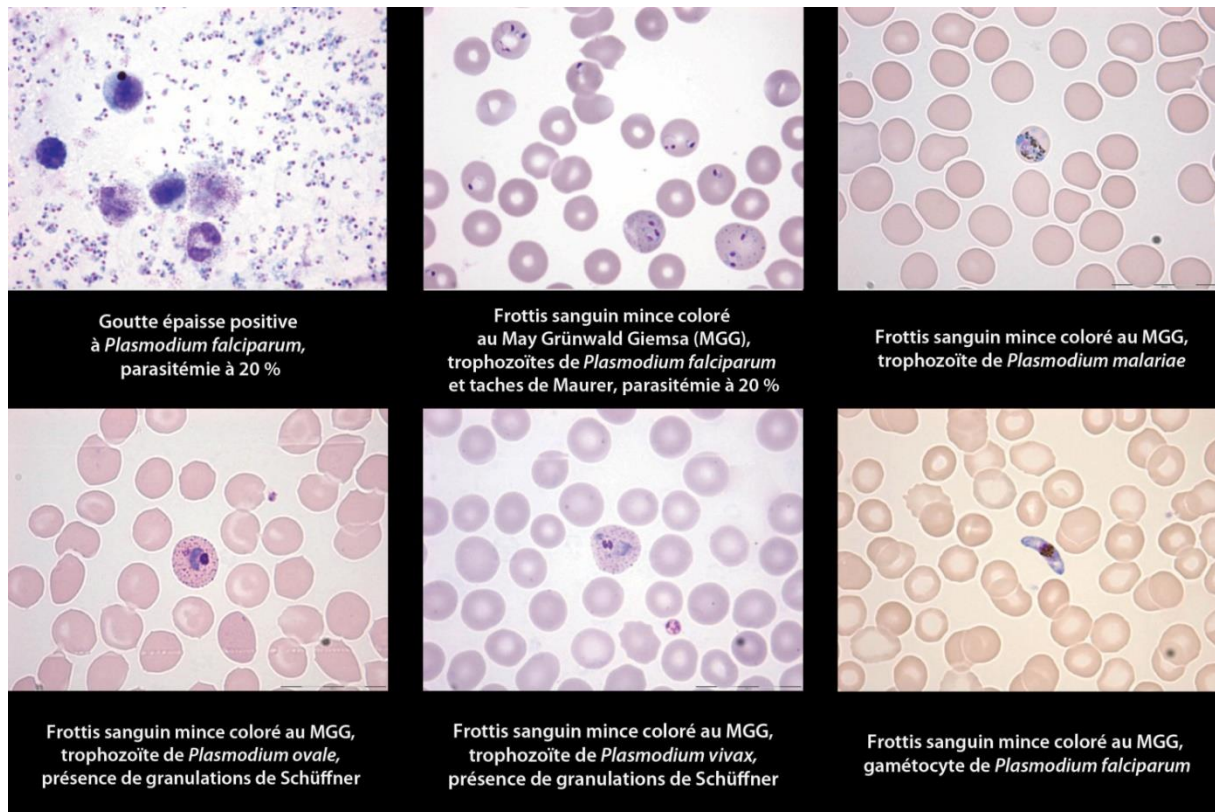 Goutte épaisse positive
à Plasmodium falciparum,
parasitémie à 20 %
Frottis sanguin mince coloré
au May Grünwald Giemsa (MGG),
trophozoïtes de Plasmodium falciparum
et taches de Maurer, parasitémie à 20 %
Frottis sanguin mince coloré au MGG,
trophozoïte de Plasmodium malariae
Frottis sanguin mince coloré au MGG,
trophozoïte de Plasmodium ovale,
présence de granulations de Schüffner
Frottis sanguin mince coloré au MGG,
trophozoïte de Plasmodium vivax,
présence de granulations de Schüffner
Frottis sanguin mince coloré au MGG,
gamétocyte de Plasmodium falciparum